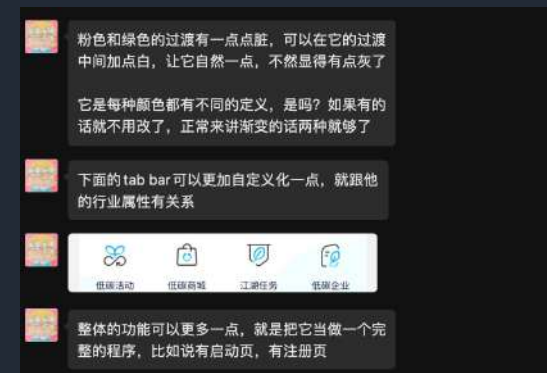 粉色和绿色的过渡有一点点脏，可以在它的过渡
中间加点白，让它自然一点，不然显得有点灰了
它是每种颜色都有不同的定义，是吗？如果有的
话就不用改了，正常来讲渐变的话两种就够了
下面的tab bar可以更加自定义化一点，就跟他
的行业属性有关系
低碳活动 低碳商城 江湖任务 低碳企业
整体的功能可以更多一点，就是把它当做一个完
整的程序，比如说有启动页，有注册页